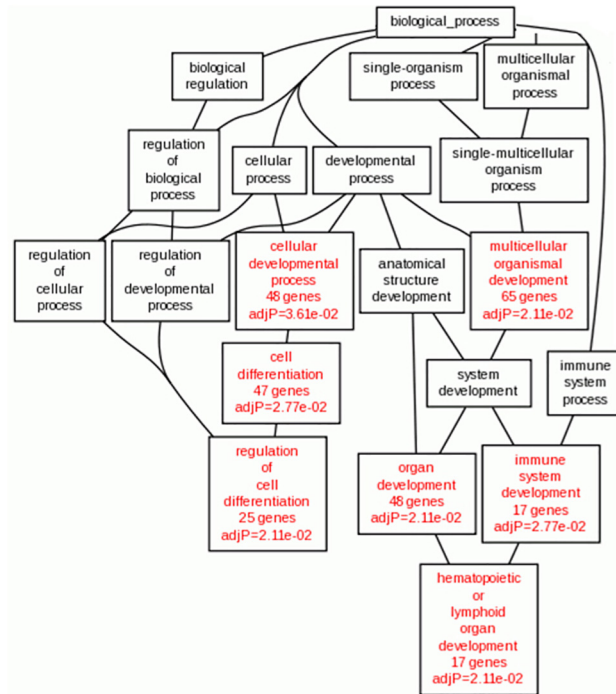 biological_process
biological
regulation
single-organism
process
multicellular
organismal
process
regulation
of
biological
process
cellular
process
developmental
process
single-multicellular
organism
process
regulation
of
cellular
process
regulation
of
developmental
process
cellular
developmental
process
48 genes
adjP=3.61e-02
anatomical
structure
development
multicellular
organismal
development
65 genes
adjP=2.11e-02
cell
differentiation
47 genes
adjP=2.77e-02
system
development
immune
system
process
regulation
of
cell
differentiation
25 genes
adjP=2.11e-02
organ
development
48 genes
adjP=2.11e-02
immune
system
development
17 genes
adjP=2.77e-02
hematopoietic
or
lymphoid
organ
development
17 genes
adjP=2.11e-02